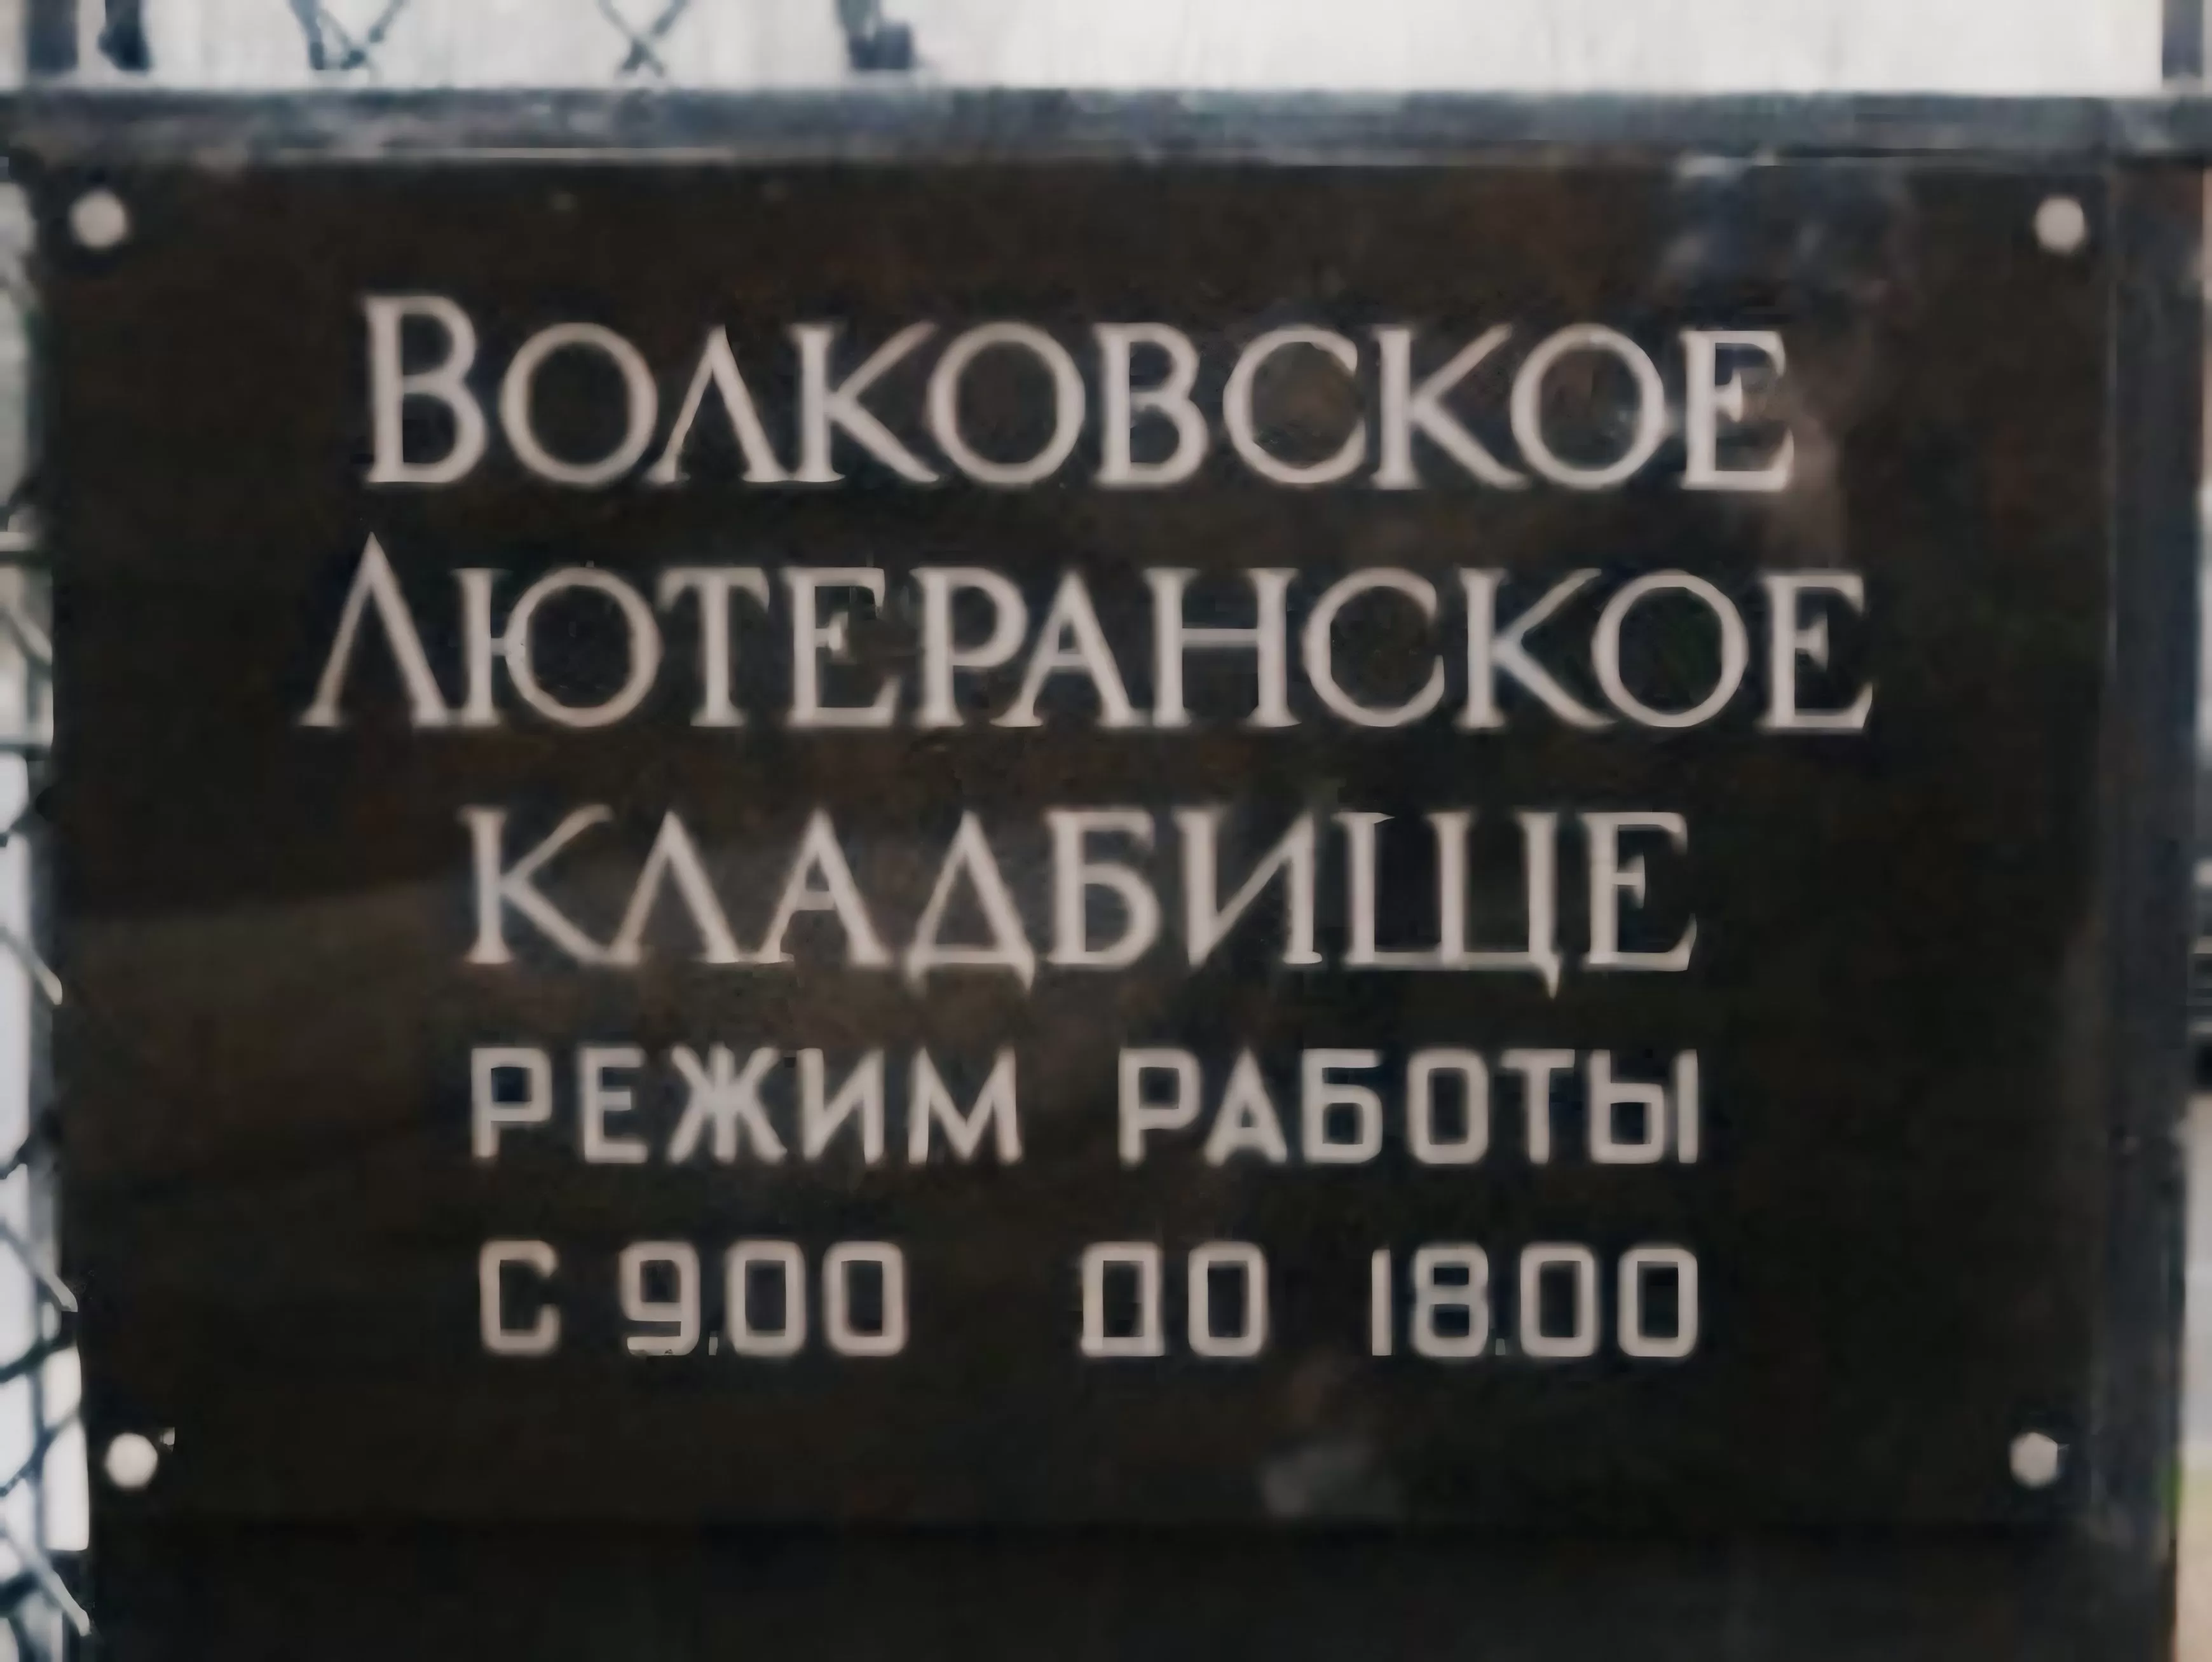 ВОЛКОВСКОЕ
ЛЮТЕРАНСКОЕ
КЛАДБИЩЕ
РЕЖИМ РАБОТЫ
С 9.00 ДО 18.00